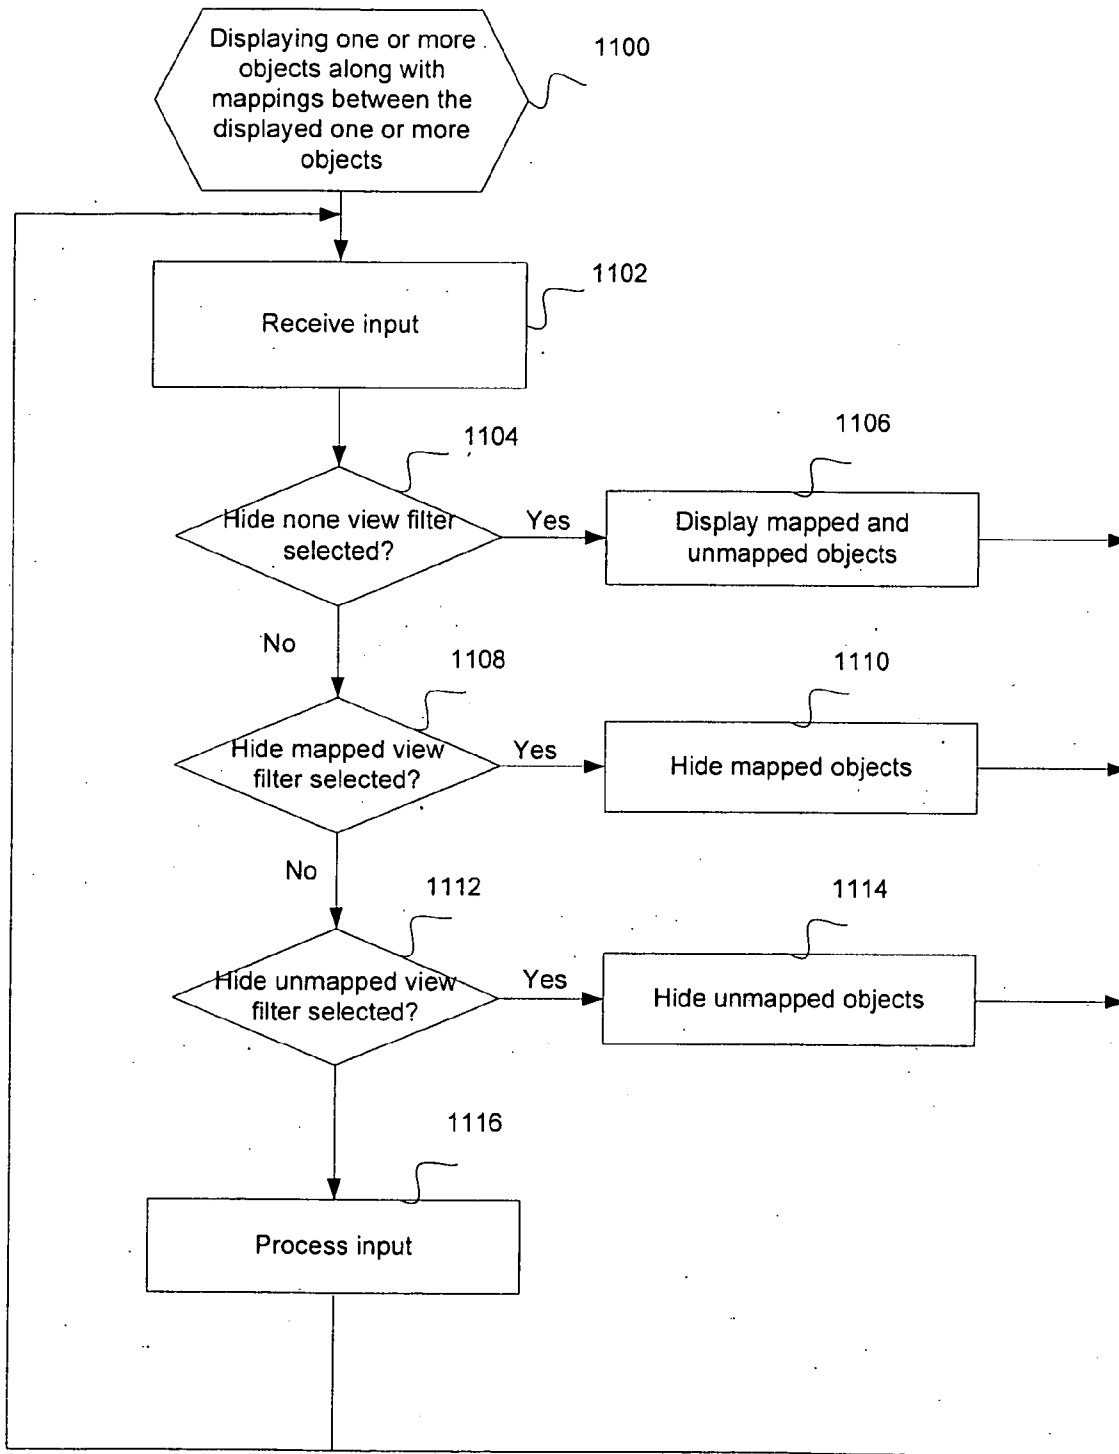 Displaying one or more
objects along with
mappings between the
displayed one or more
objects
1100
1102
Receive input
1104
Hide none view filter
selected?
Yes
1106
Display mapped and
unmapped objects
No
1108
Hide mapped view
filter selected?
Yes
1110
Hide mapped objects
No
1112
Hide unmapped view
filter selected?
Yes
1114
Hide unmapped objects
1116
Process input